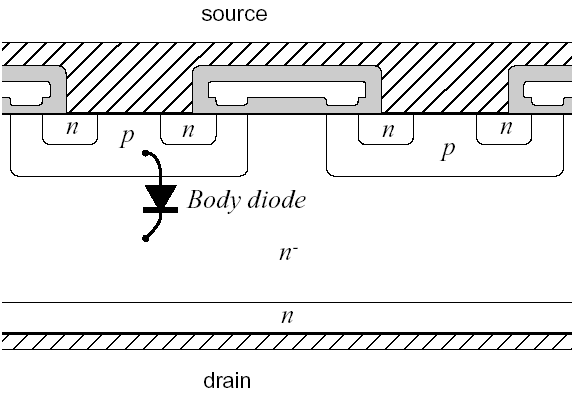 source
n p n n n
p
Body diode
n⁻
n
drain